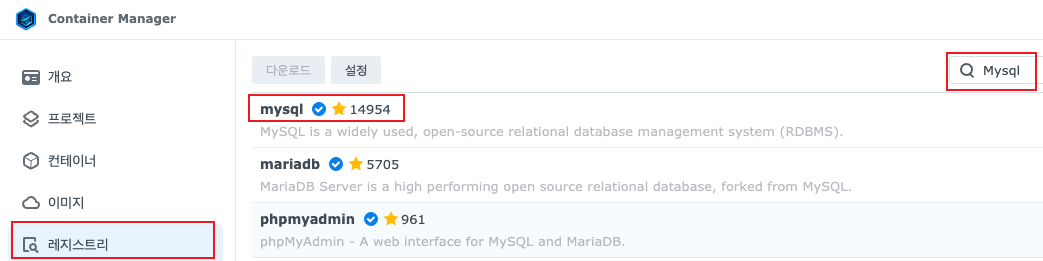 Container Manager
개요
프로젝트
컨테이너
이미지
레지스트리
다운로드 설정
Mysql
mysql 14954
MySQL is a widely used, open-source relational database management system (RDBMS).
mariadb 5705
MariaDB Server is a high performing open source relational database, forked from MySQL.
phpmyadmin 961
phpMyAdmin - A web interface for MySQL and MariaDB.